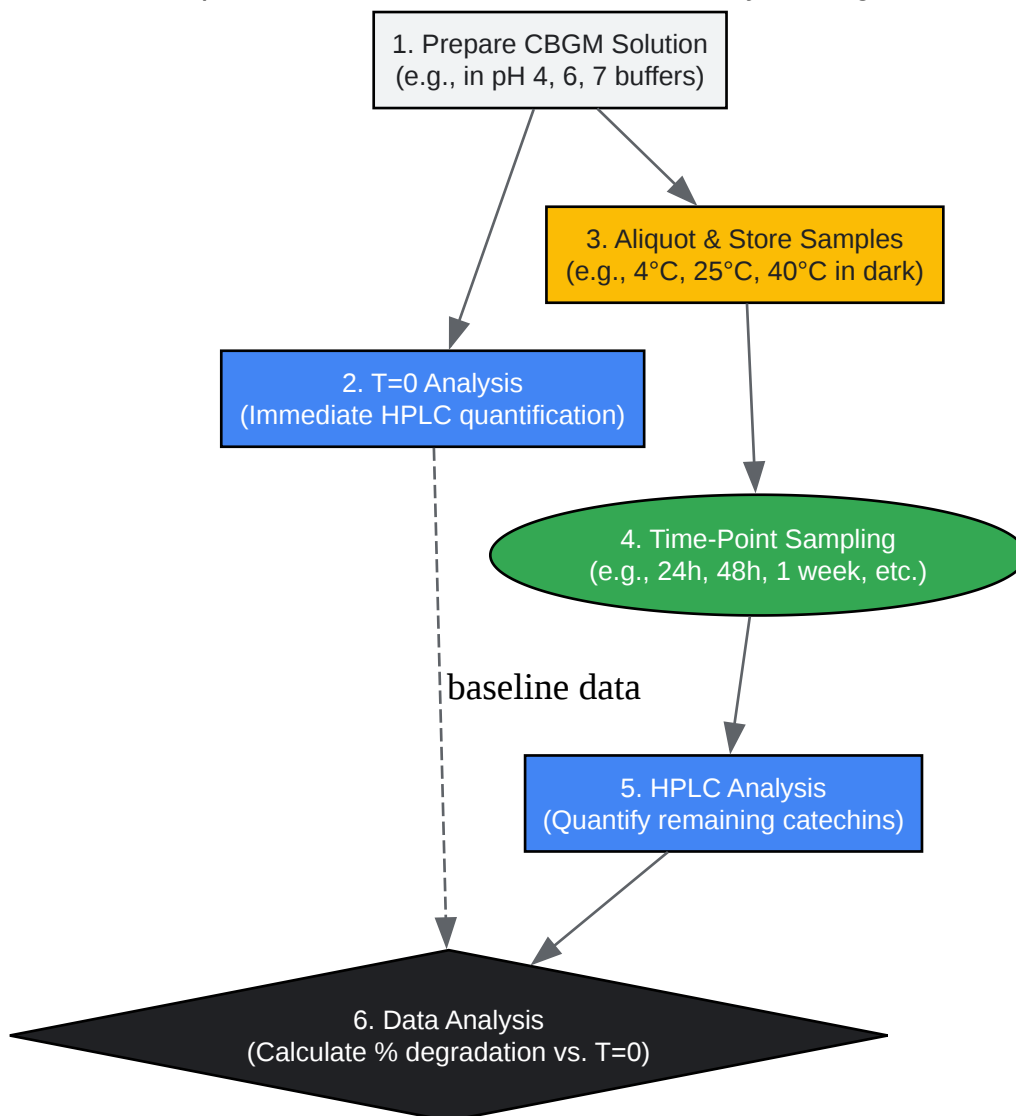 1. Prepare CBGM Solution
(e.g., in pH 4, 6, 7 buffers)
3. Aliquot & Store Samples
(e.g., 4°C, 25°C, 40°C in dark)
2. T=0 Analysis
(Immediate HPLC quantification)
4. Time-Point Sampling
(e.g., 24h, 48h, 1 week, etc.)
baseline data
5. HPLC Analysis
(Quantify remaining catechins)
6. Data Analysis
(Calculate % degradation vs. T=0)